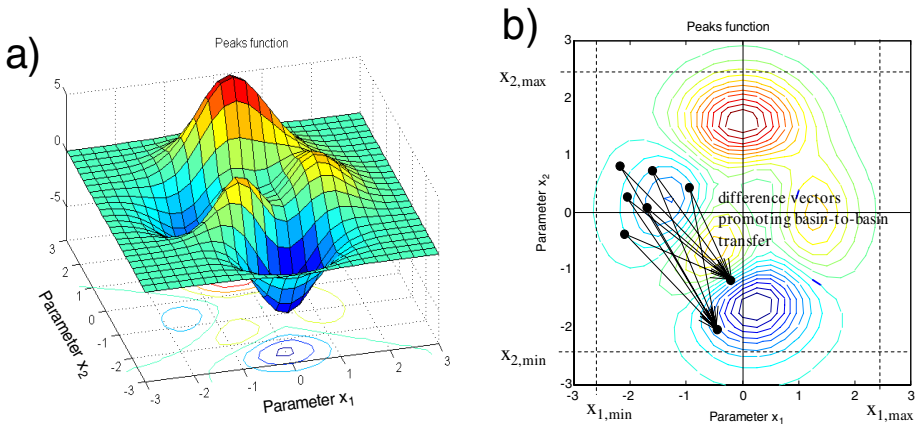 a)
Peaks function
5
0
-5
3
2
1
0
-1
-2
-3
-3
-2
-1
0
1
2
3
Parameter x2
Parameter x1
b)
Peaks function
3
2
1
0
-1
-2
-3
-3
-2
-1
0
1
2
3
x2,max
x2,min
x1,min
x1,max
Parameter x2
Parameter x1
difference vectors
promoting basin-to-basin
transfer